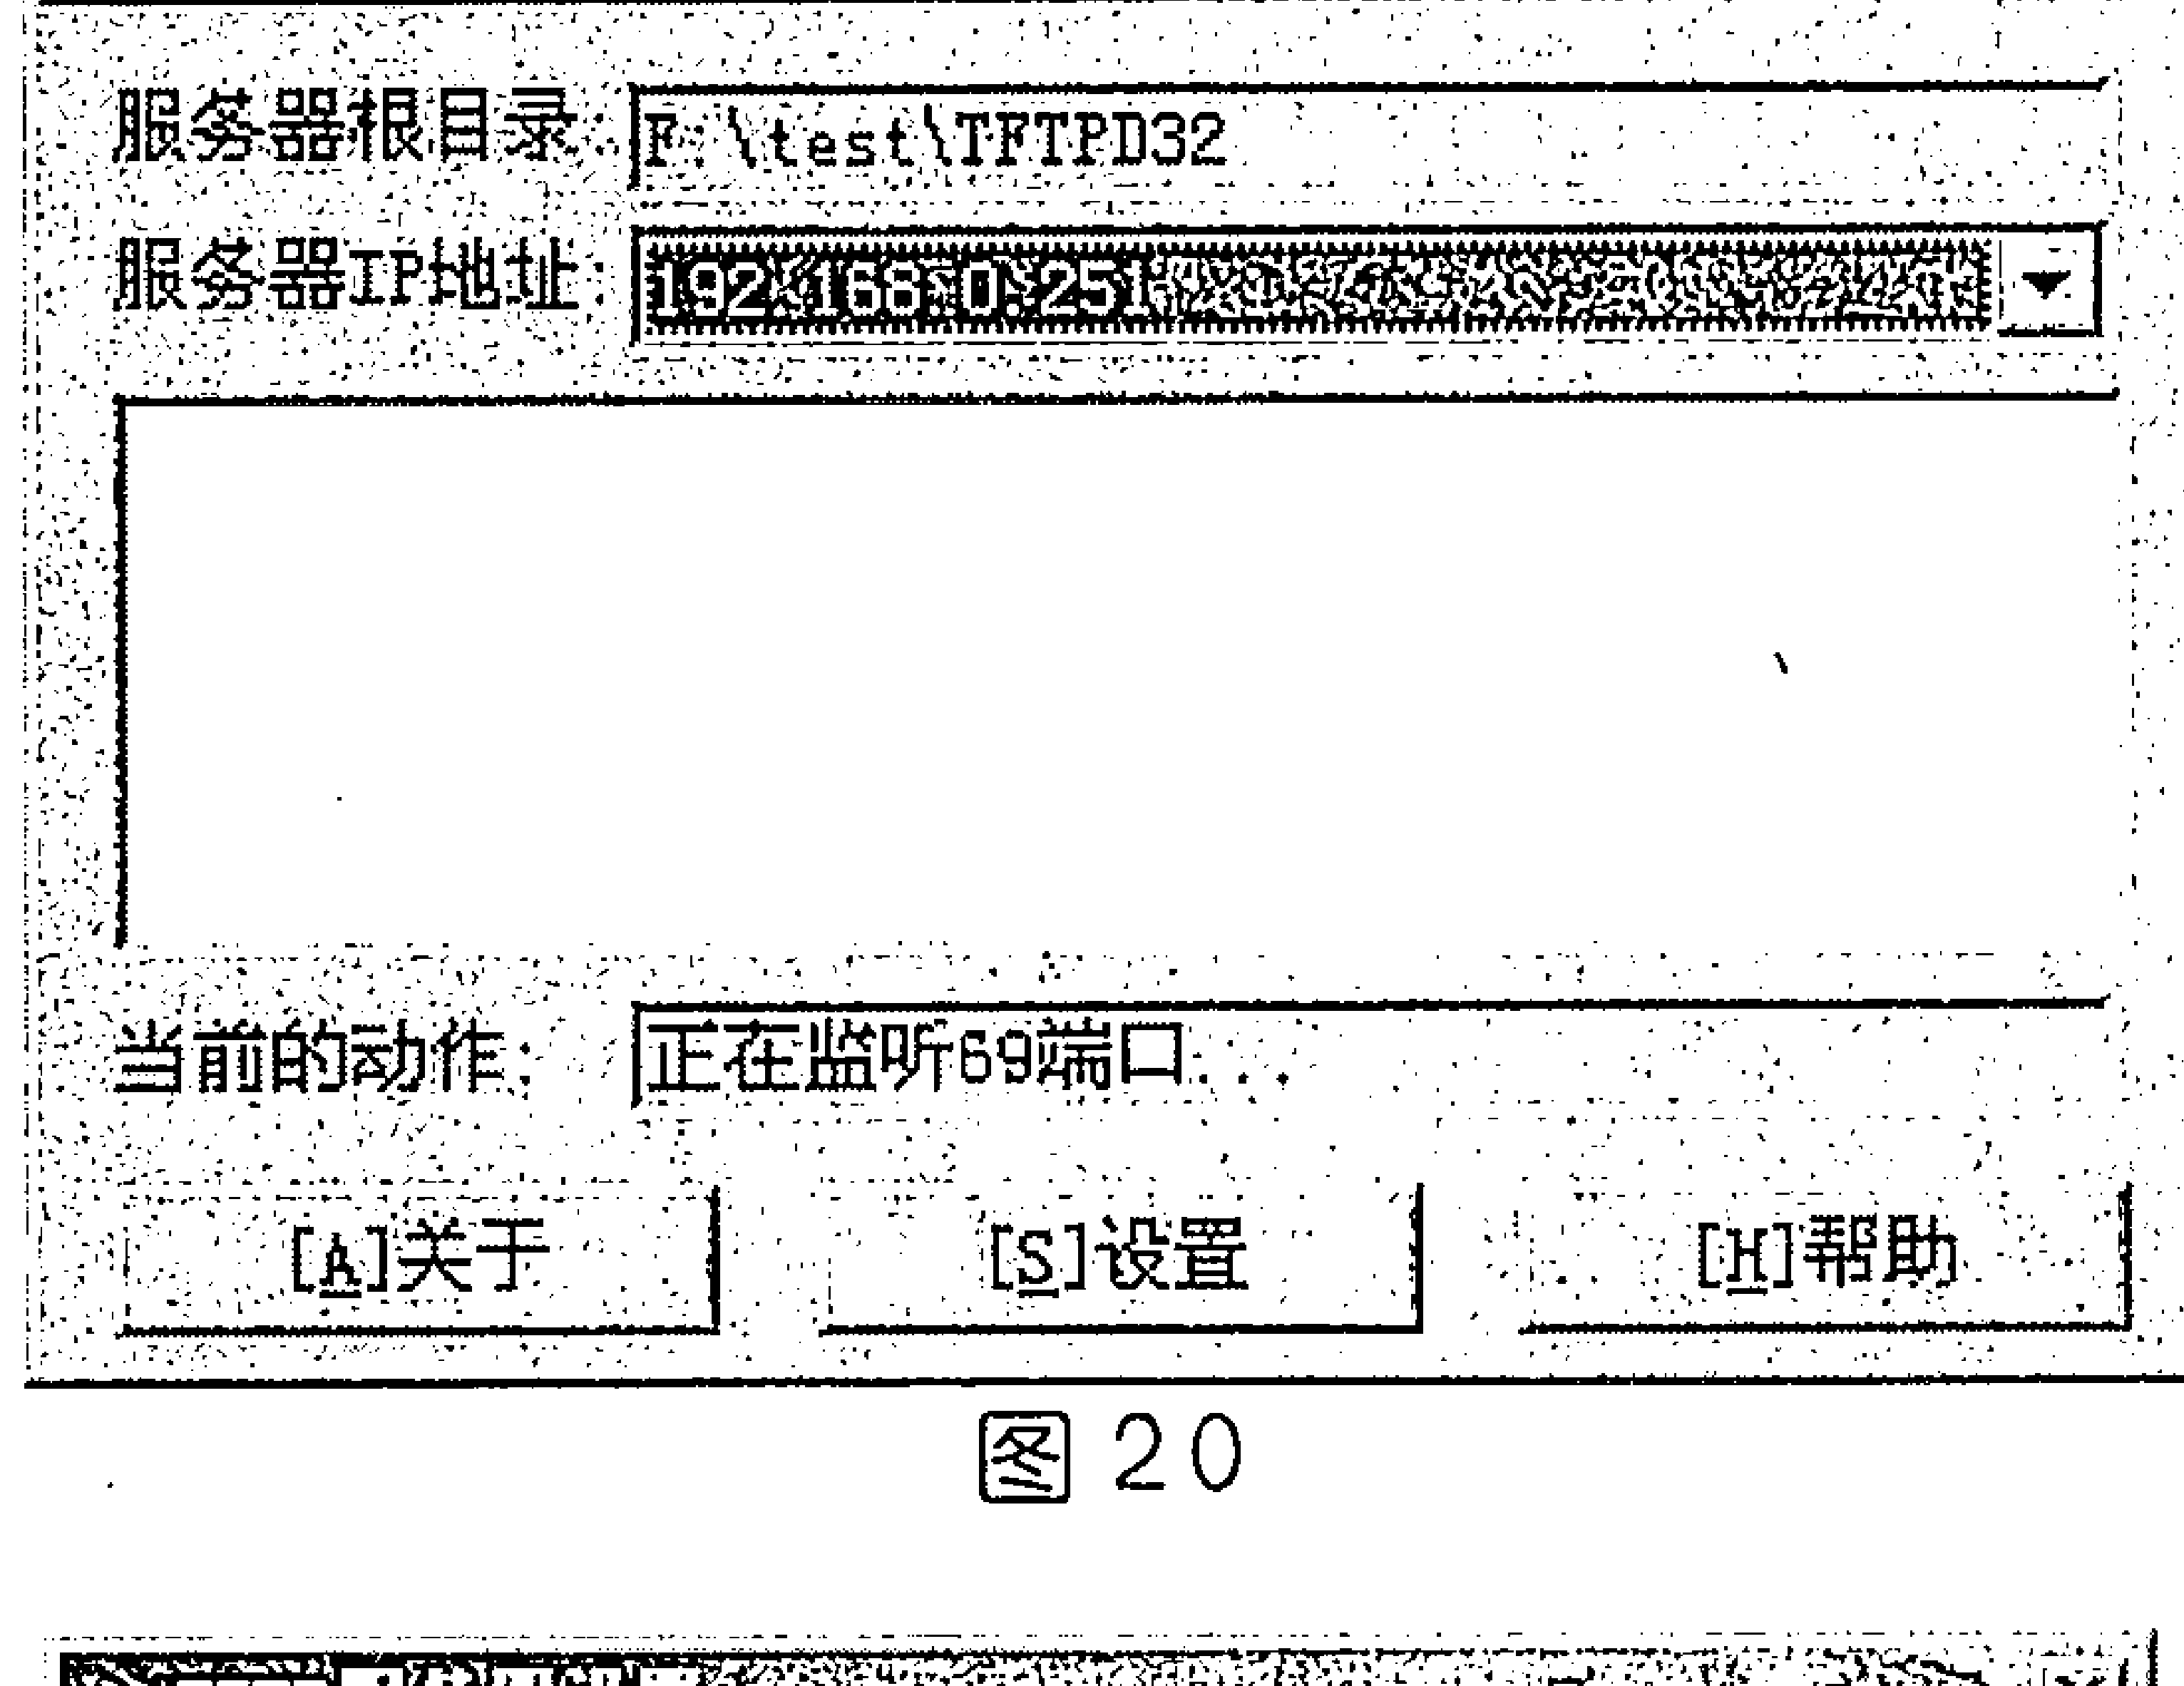 服务器根目录: F:\test\TFTPD32
服务器IP地址: 192.168.0.251
当前的动作: 正在监听69端口...
[A]关于 [S]设置 [H]帮助
图 20